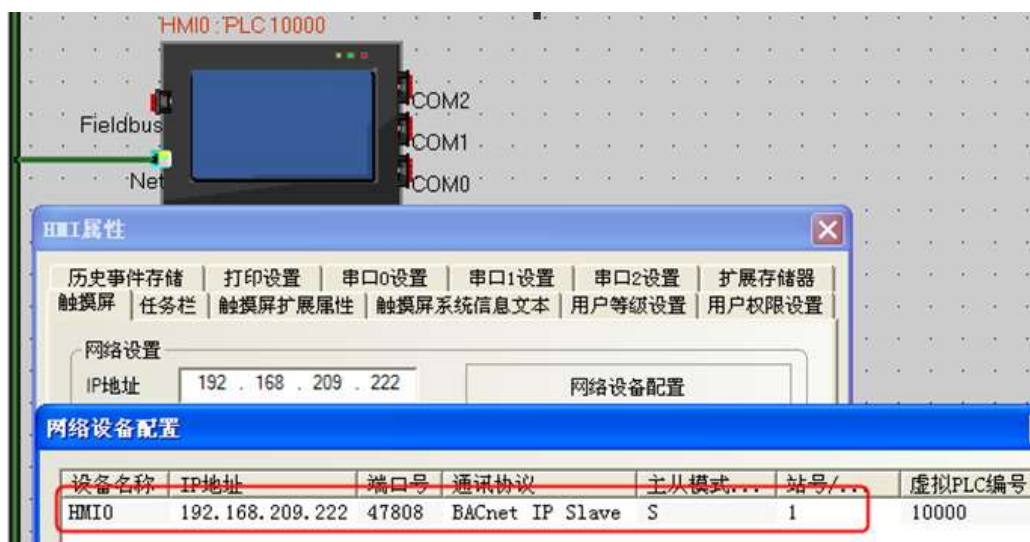 HMI0 : PLC 10000
COM2
Fieldbus
COM1
Net
COM0
HMI属性
历史事件存储 打印设置 串口0设置 串口1设置 串口2设置 扩展存储器
触摸屏 任务栏 触摸屏扩展属性 触摸屏系统信息文本 用户等级设置 用户权限设置
网络设置
IP地址 192 . 168 . 209 . 222 网络设备配置
网络设备配置
设备名称 IP地址 端口号 通讯协议 主从模式... 站号/... 虚拟PLC编号
HMI0 192.168.209.222 47808 BACnet IP Slave S 1 10000